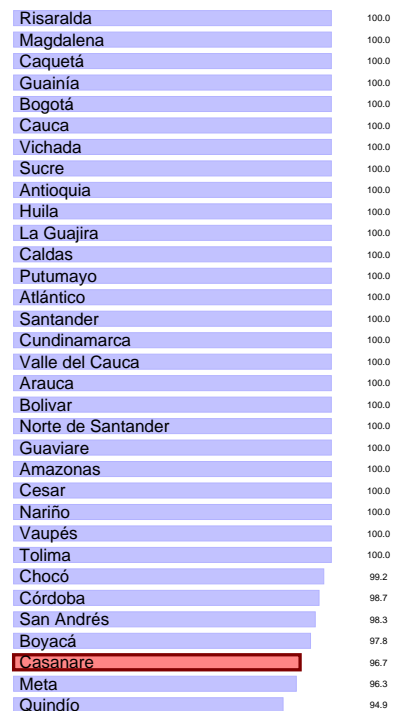 Risaralda 100.0
Magdalena 100.0
Caquetá 100.0
Guainía 100.0
Bogotá 100.0
Cauca 100.0
Vichada 100.0
Sucre 100.0
Antioquia 100.0
Huila 100.0
La Guajira 100.0
Caldas 100.0
Putumayo 100.0
Atlántico 100.0
Santander 100.0
Cundinamarca 100.0
Valle del Cauca 100.0
Arauca 100.0
Bolivar 100.0
Norte de Santander 100.0
Guaviare 100.0
Amazonas 100.0
Cesar 100.0
Nariño 100.0
Vaupés 100.0
Tolima 100.0
Chocó 99.2
Córdoba 98.7
San Andrés 98.3
Boyacá 97.8
Casanare 96.7
Meta 96.3
Quindío 94.9